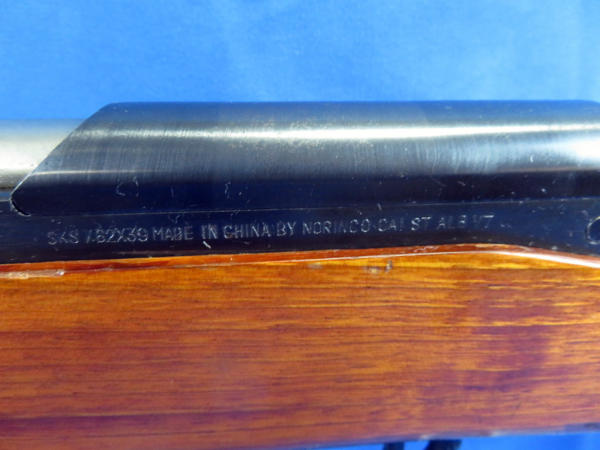 SKS 7.62X39 MADE IN CHINA BY NORINCO CAI ST ALB VT